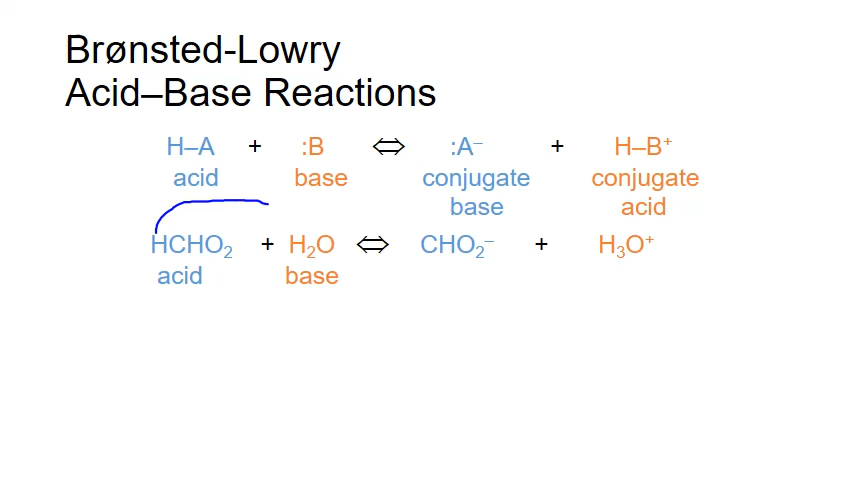 Brønsted-Lowry
Acid–Base Reactions
H–A + :B ⇔ :A⁻ + H–B⁺
acid base conjugate conjugate
base acid
HCHO₂ + H₂O ⇔ CHO₂⁻ + H₃O⁺
acid base